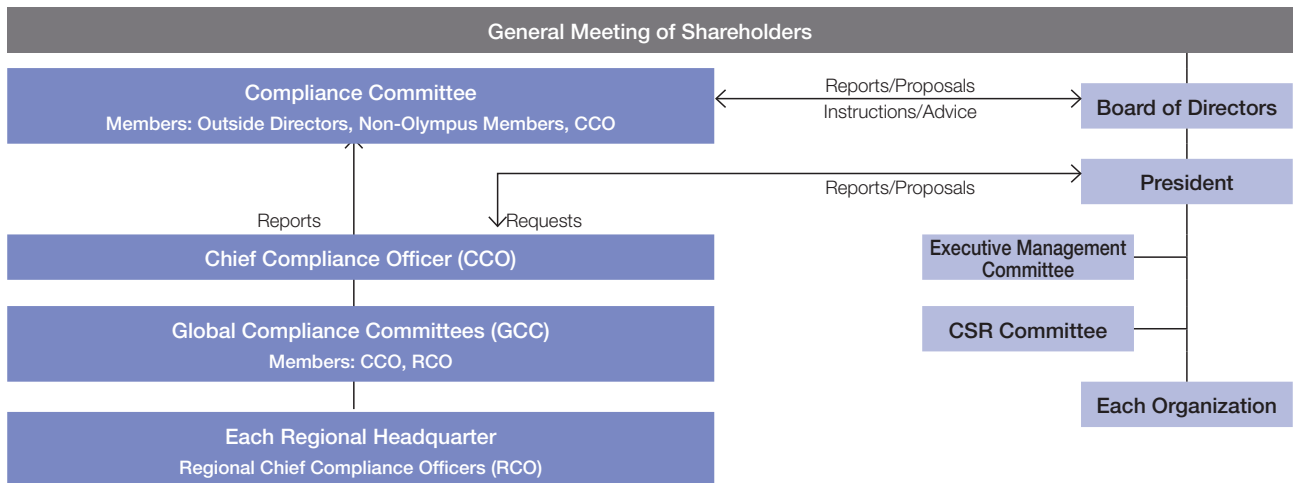 General Meeting of Shareholders
Compliance Committee
Members: Outside Directors, Non-Olympus Members, CCO
Reports/Proposals
Instructions/Advice
Board of Directors
Reports/Proposals
President
Reports
Requests
Chief Compliance Officer (CCO)
Executive Management
Committee
Global Compliance Committees (GCC)
Members: CCO, RCO
CSR Committee
Each Organization
Each Regional Headquarter
Regional Chief Compliance Officers (RCO)